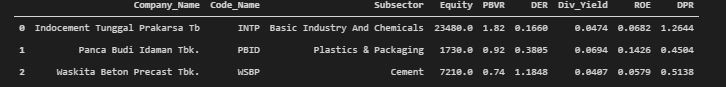 Company_Name Code_Name Subsector Equity PBVR DER Div_Yield ROE DPR
0 Indocement Tunggal Prakarsa Tb INTP Basic Industry And Chemicals 23480.0 1.82 0.1660 0.0474 0.0682 1.2644
1 Panca Budi Idaman Tbk. PBID Plastics & Packaging 1730.0 0.92 0.3805 0.0694 0.1426 0.4504
2 Waskita Beton Precast Tbk. WSBP Cement 7210.0 0.74 1.1848 0.0407 0.0579 0.5138